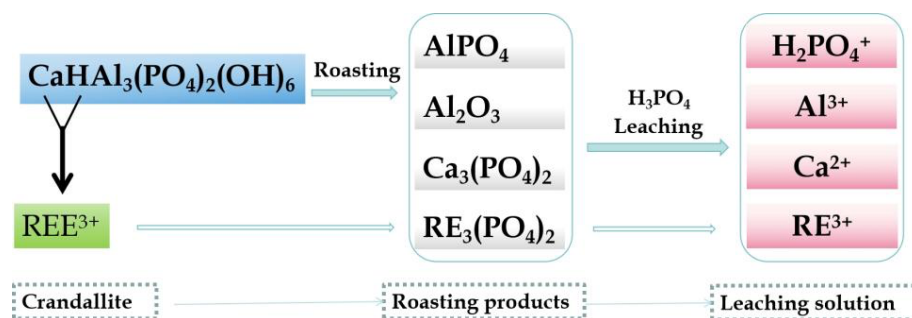 CaHAl₃(PO₄)₂(OH)₆
REE³⁺
Roasting
AlPO₄
Al₂O₃
Ca₃(PO₄)₂
RE₃(PO₄)₂
H₃PO₄
Leaching
H₂PO₄⁺
Al³⁺
Ca²⁺
RE³⁺
Crandallite
Roasting products
Leaching solution